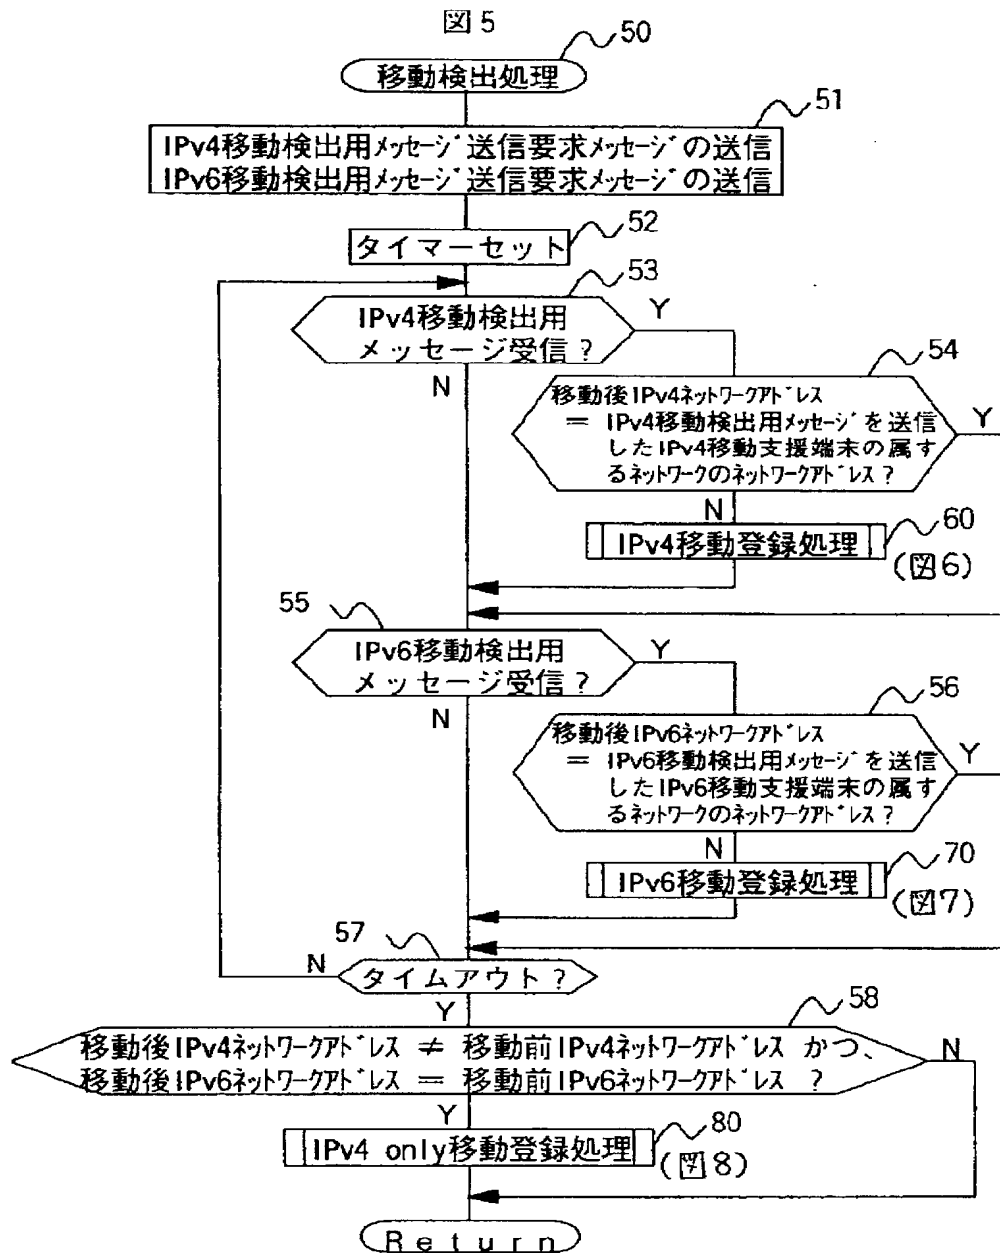 図5
50
移動検出処理
51
IPv4移動検出用メッセージ送信要求メッセージの送信
IPv6移動検出用メッセージ送信要求メッセージの送信
52
タイマーセット
53
IPv4移動検出用
メッセージ受信?
Y
N
54
移動後IPv4ネットワークアドレス
= IPv4移動検出用メッセージを送信
したIPv4移動支援端末の属す
るネットワークのネットワークアドレス?
Y
N
60
IPv4移動登録処理
(図6)
55
IPv6移動検出用
メッセージ受信?
Y
N
56
移動後IPv6ネットワークアドレス
= IPv6移動検出用メッセージを送信
したIPv6移動支援端末の属す
るネットワークのネットワークアドレス?
Y
N
70
IPv6移動登録処理
(図7)
57
N
タイムアウト?
Y
58
移動後IPv4ネットワークアドレス ≠ 移動前IPv4ネットワークアドレス かつ、
移動後IPv6ネットワークアドレス = 移動前IPv6ネットワークアドレス ?
N
Y
80
IPv4 only移動登録処理
(図8)
Return